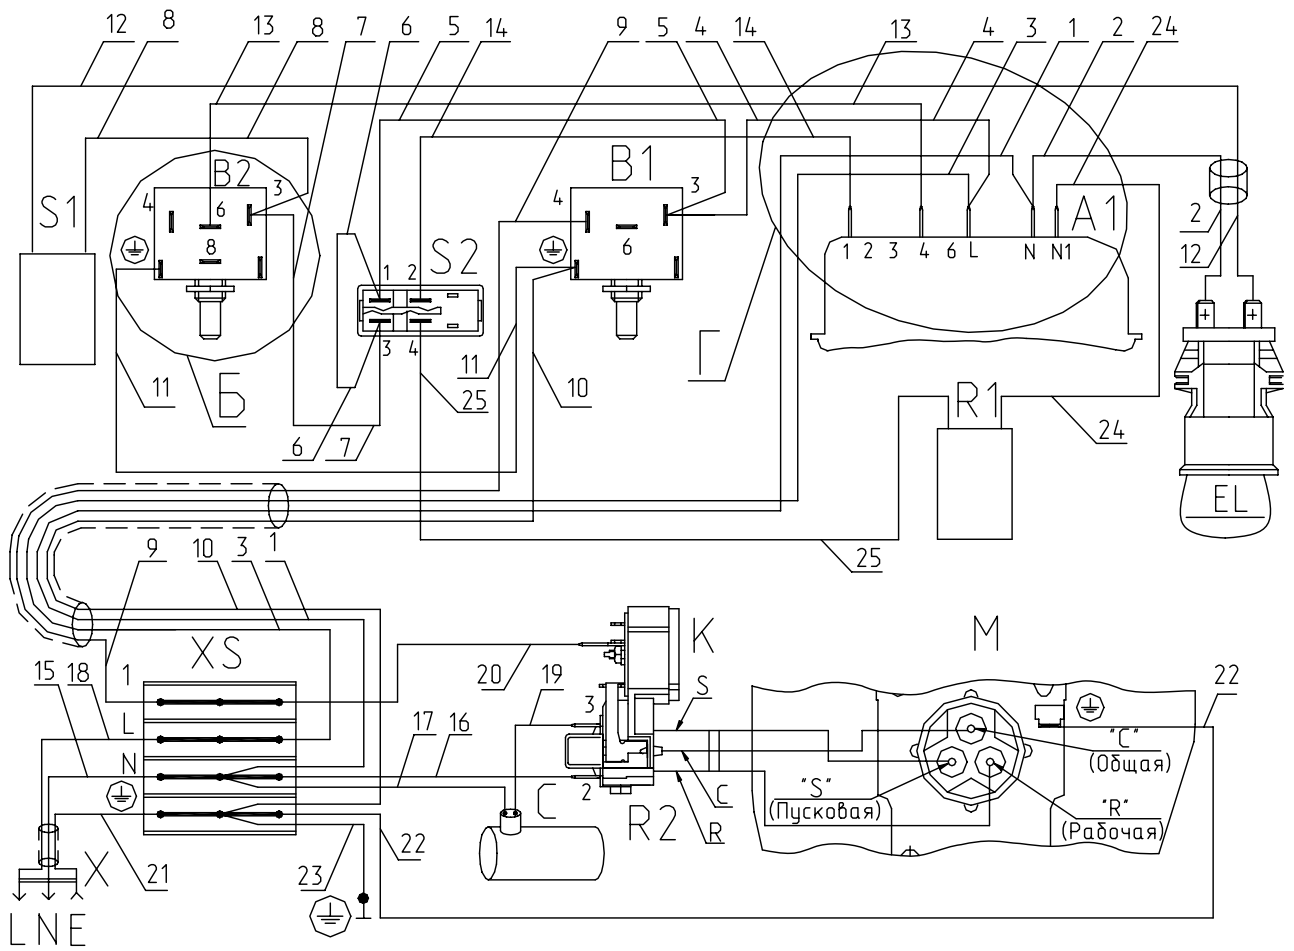 12 8 13 8 7 6 5 14 9 5 4 14 13 4 3 1 2 24
B2 B1
4 6 3 4 3
S1 A1
8 6 2
S2 1 2 3 4 6 L N N1 12
1 2
3 4
Г
11 Б 11 10
25 R1
6 7 24
EL
25
9 10 3 1
XS K M
15 18 1 20 19 S 22
L 3
17 16 "C"
N (Общая)
2 C "S"
C (Пусковая) "R"
R2 R (Рабочая)
X 21 23 22
LNE